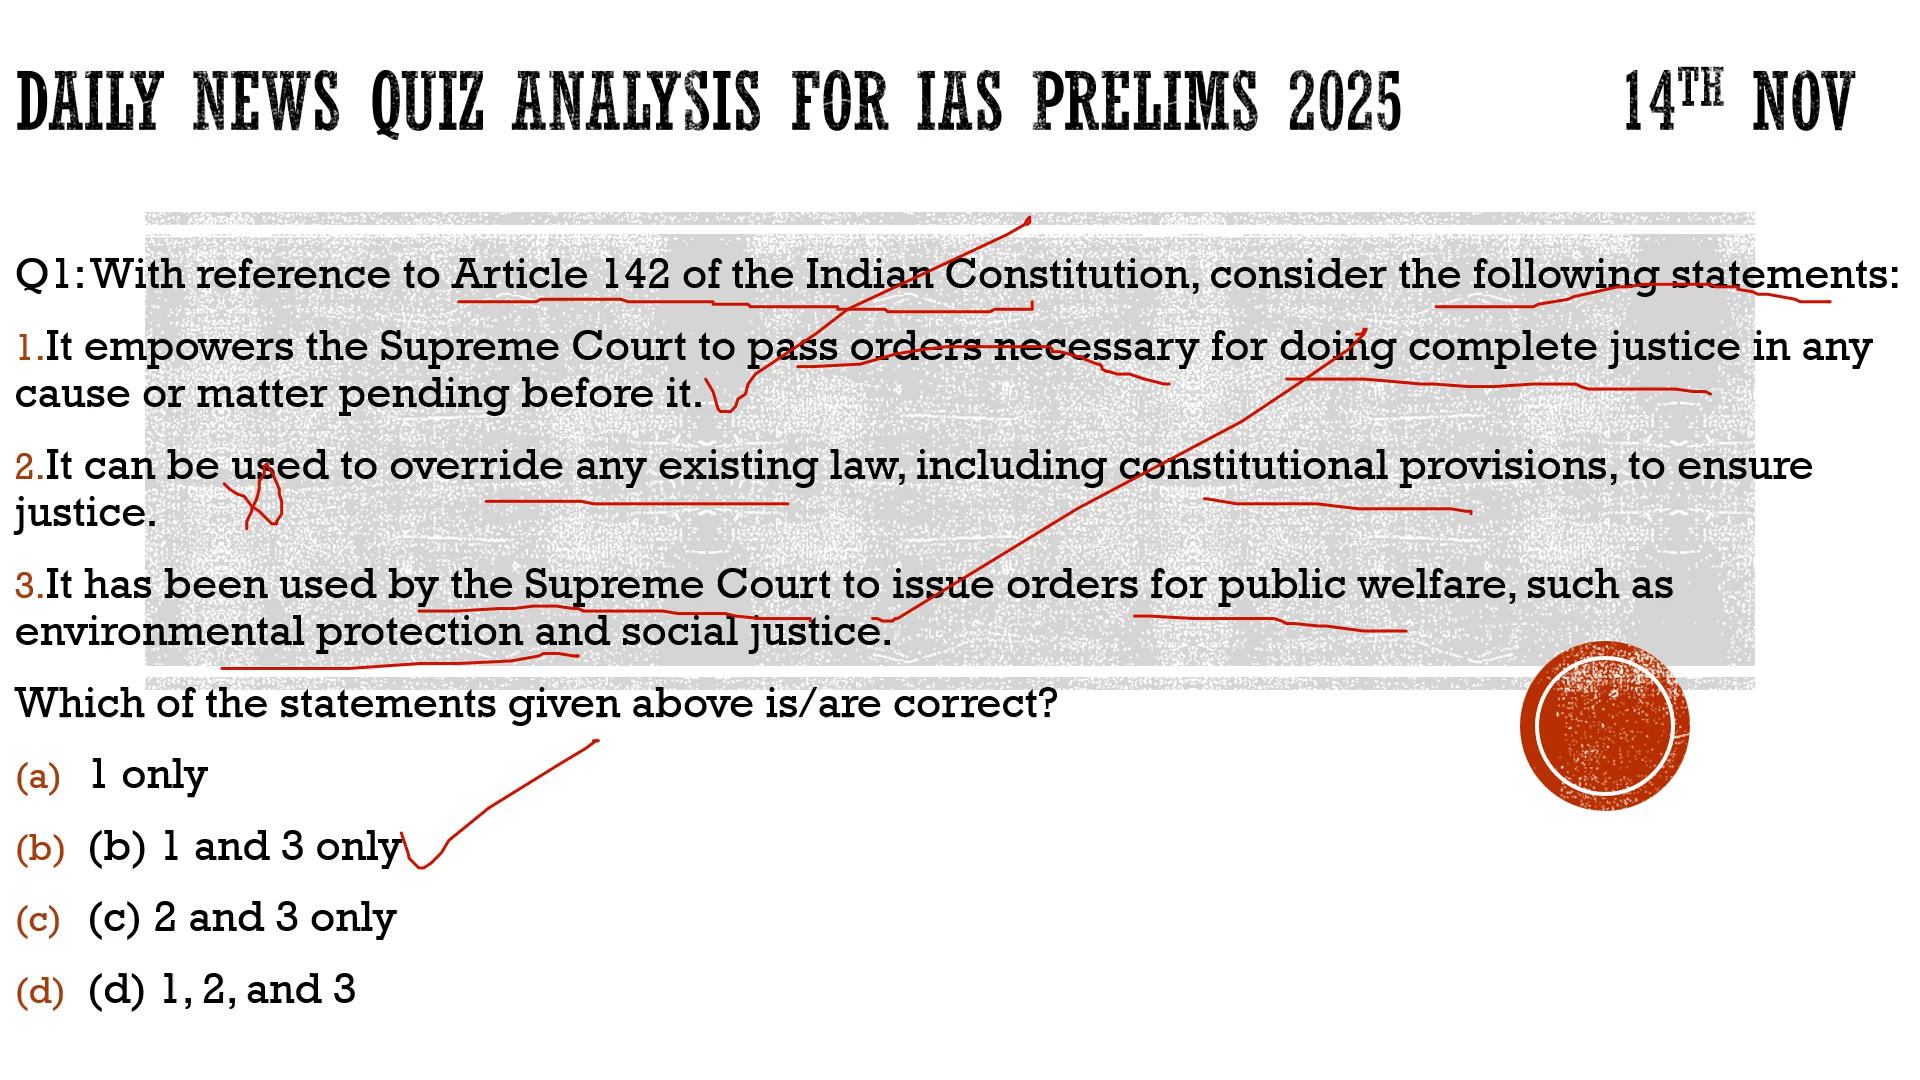 DAILY NEWS QUIZ ANALYSIS FOR IAS PRELIMS 2025 14TH NOV
Q1: With reference to Article 142 of the Indian Constitution, consider the following statements:
1.It empowers the Supreme Court to pass orders necessary for doing complete justice in any
cause or matter pending before it.
2.It can be used to override any existing law, including constitutional provisions, to ensure
justice.
3.It has been used by the Supreme Court to issue orders for public welfare, such as
environmental protection and social justice.
Which of the statements given above is/are correct?
(a) 1 only
(b) (b) 1 and 3 only
(c) (c) 2 and 3 only
(d) (d) 1, 2, and 3